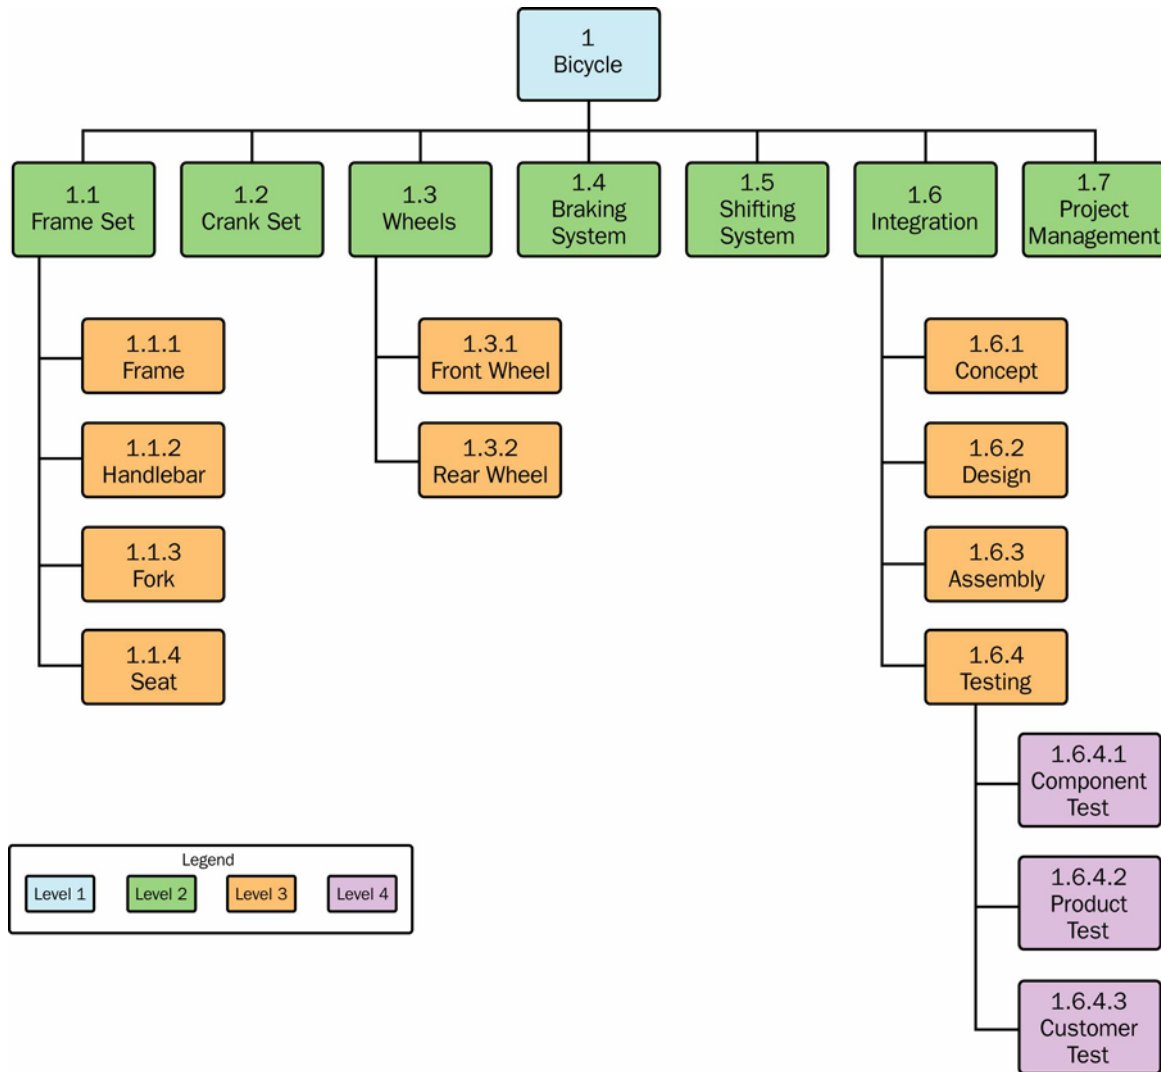 1
Bicycle
1.1
Frame Set
1.2
Crank Set
1.3
Wheels
1.4
Braking
System
1.5
Shifting
System
1.6
Integration
1.7
Project
Management
1.1.1
Frame
1.1.2
Handlebar
1.1.3
Fork
1.1.4
Seat
1.3.1
Front Wheel
1.3.2
Rear Wheel
1.6.1
Concept
1.6.2
Design
1.6.3
Assembly
1.6.4
Testing
1.6.4.1
Component
Test
1.6.4.2
Product
Test
1.6.4.3
Customer
Test
Legend
Level 1
Level 2
Level 3
Level 4